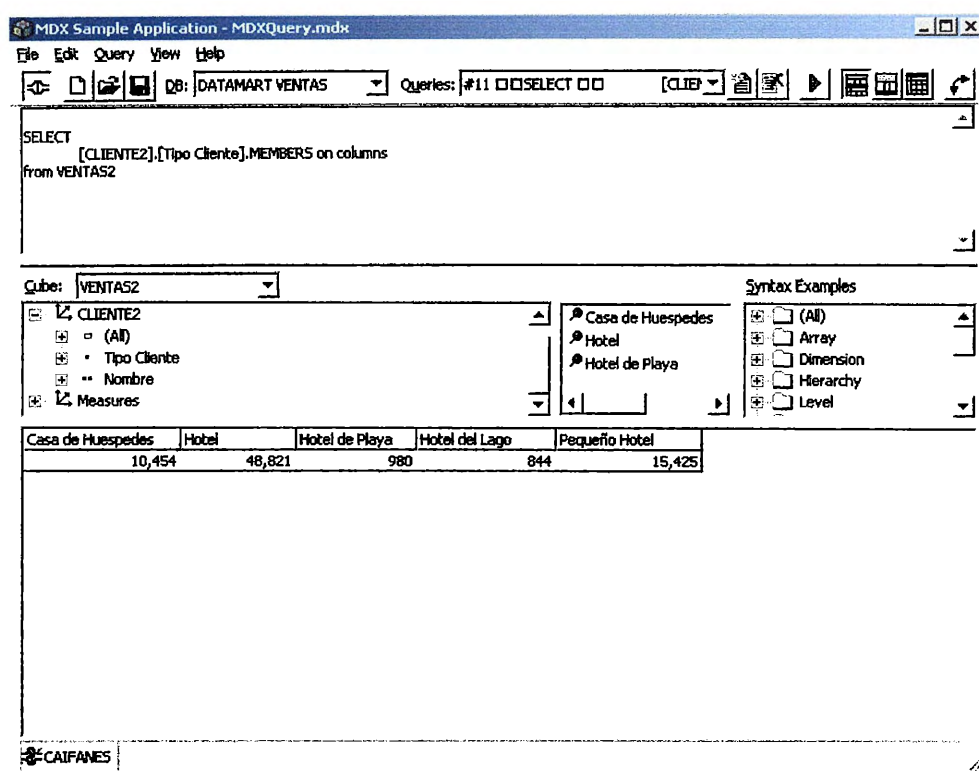 MDX Sample Application - MDXQuery.mdx
File Edit Query View Help
DB: DATAMART VENTAS Queries: #11 □□SELECT □□ [CLIE
SELECT
[CLIENTE2].[Tipo Cliente].MEMBERS on columns
from VENTAS2
Cube: VENTAS2 Syntax Examples
CLIENTE2
(All)
Tipo Cliente
Nombre
Measures
Casa de Huespedes
Hotel
Hotel de Playa
(All)
Array
Dimension
Hierarchy
Level
Casa de Huespedes Hotel Hotel de Playa Hotel del Lago Pequeño Hotel
10,454 48,821 980 844 15,425
CAIFANES